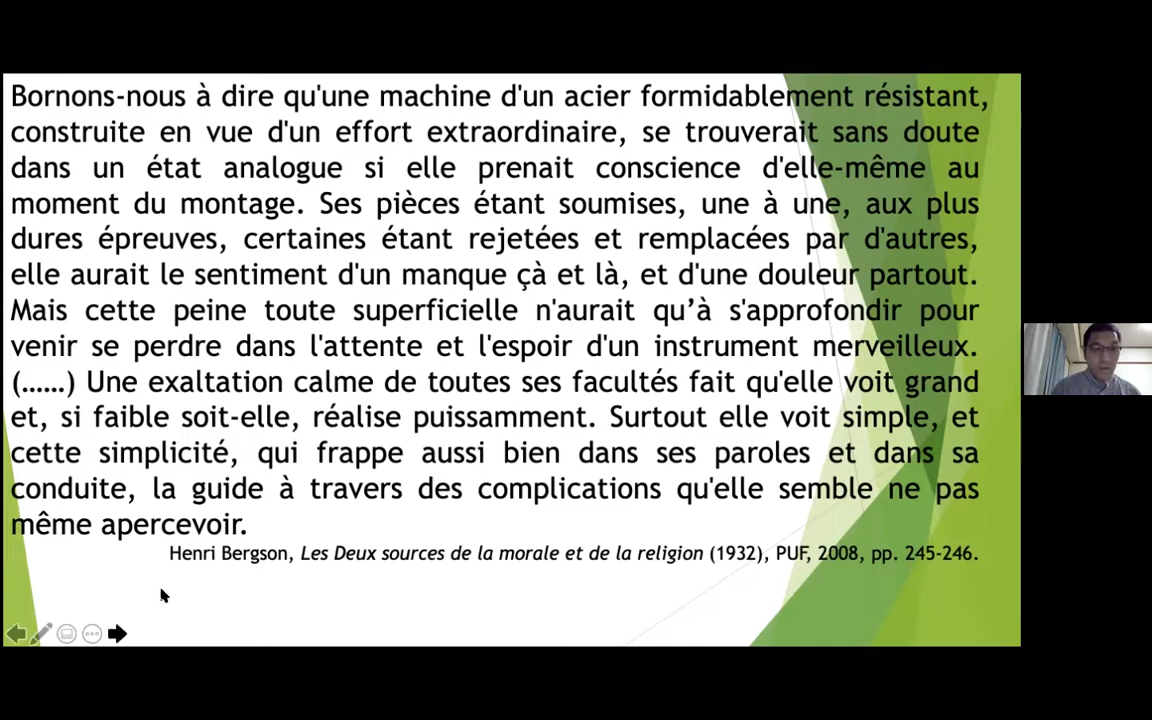 Bornons-nous à dire qu'une machine d'un acier formidablement résistant,
construite en vue d'un effort extraordinaire, se trouverait sans doute
dans un état analogue si elle prenait conscience d'elle-même au
moment du montage. Ses pièces étant soumises, une à une, aux plus
dures épreuves, certaines étant rejetées et remplacées par d'autres,
elle aurait le sentiment d'un manque çà et là, et d'une douleur partout.
Mais cette peine toute superficielle n'aurait qu’à s'approfondir pour
venir se perdre dans l'attente et l'espoir d'un instrument merveilleux.
(……) Une exaltation calme de toutes ses facultés fait qu'elle voit grand
et, si faible soit-elle, réalise puissamment. Surtout elle voit simple, et
cette simplicité, qui frappe aussi bien dans ses paroles et dans sa
conduite, la guide à travers des complications qu'elle semble ne pas
même apercevoir.
Henri Bergson, Les Deux sources de la morale et de la religion (1932), PUF, 2008, pp. 245-246.